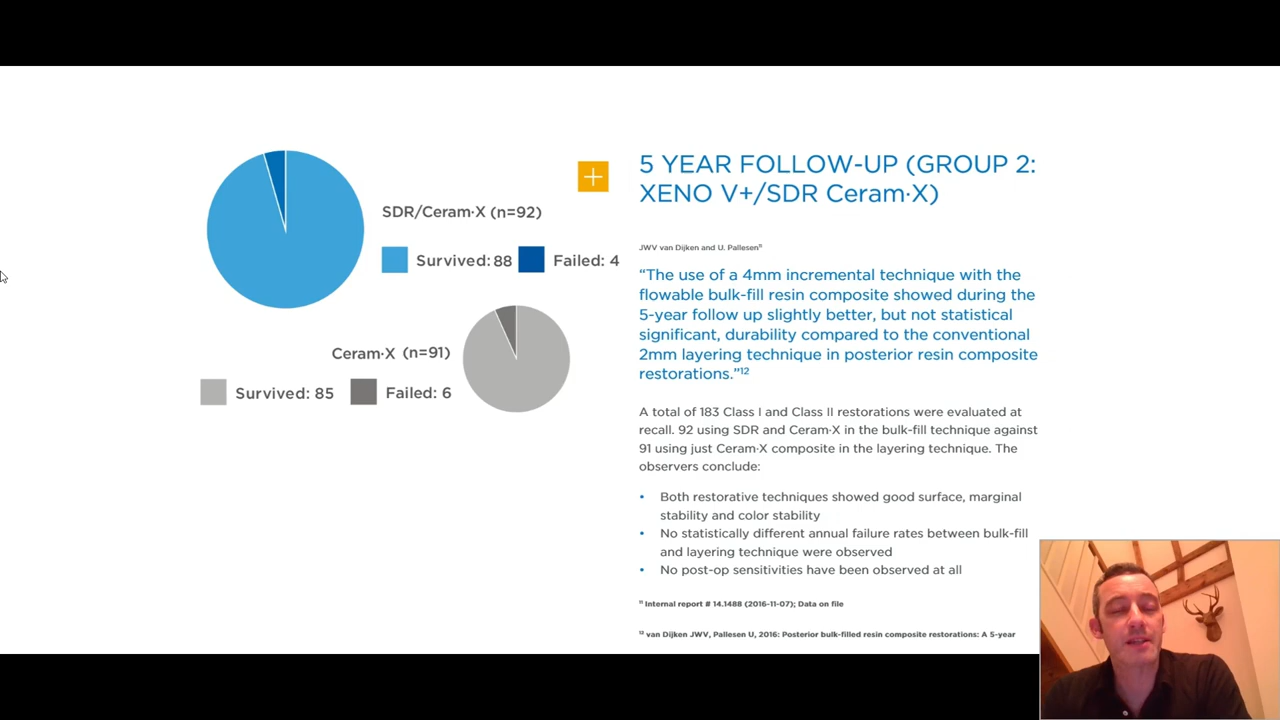 5 YEAR FOLLOW-UP (GROUP 2:
XENO V+/SDR Ceram·X)
SDR/Ceram·X (n=92)
Survived: 88 Failed: 4
Ceram·X (n=91)
Survived: 85 Failed: 6
JWV van Dijken and U. Pallesen¹¹
“The use of a 4mm incremental technique with the
flowable bulk-fill resin composite showed during the
5-year follow up slightly better, but not statistical
significant, durability compared to the conventional
2mm layering technique in posterior resin composite
restorations.”¹²
A total of 183 Class I and Class II restorations were evaluated at
recall. 92 using SDR and Ceram·X in the bulk-fill technique against
91 using just Ceram·X composite in the layering technique. The
observers conclude:
• Both restorative techniques showed good surface, marginal
stability and color stability
• No statistically different annual failure rates between bulk-fill
and layering technique were observed
• No post-op sensitivities have been observed at all
¹¹ Internal report # 14.1488 (2016-11-07); Data on file
¹² van Dijken JWV, Pallesen U, 2016: Posterior bulk-filled resin composite restorations: A 5-year